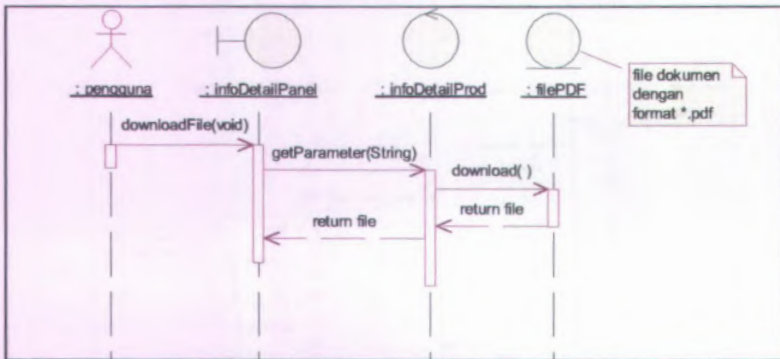 : pengguna
: infoDetailPanel
: infoDetailProd
: filePDF
file dokumen
dengan
format *.pdf
downloadFile(void)
getParameter(String)
download( )
return file
return file